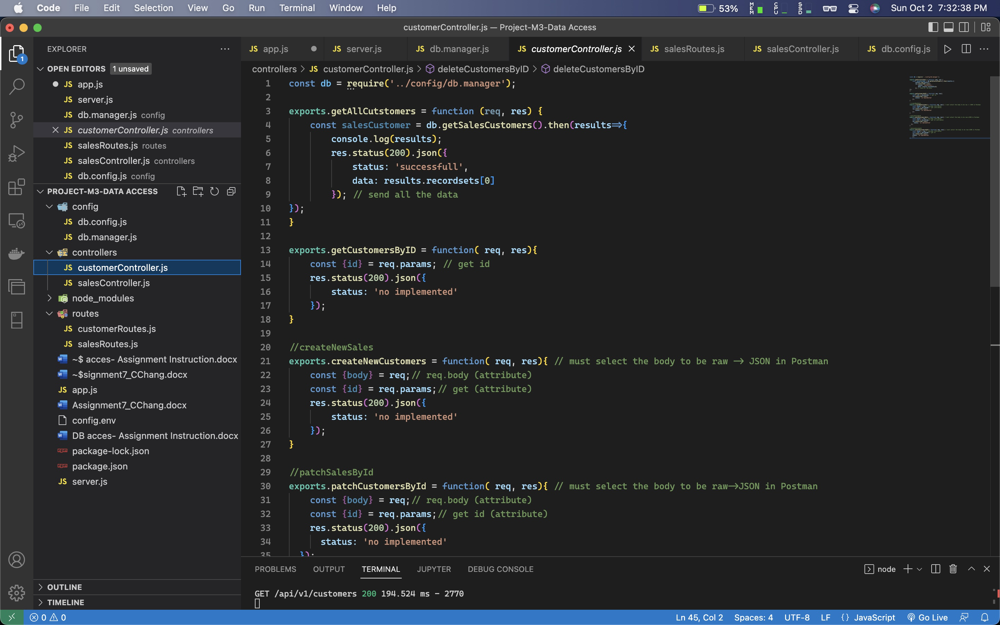 Code File Edit Selection View Go Run Terminal Window Help 53% MEM CPU SSD Sun Oct 2 7:32:38 PM
customerController.js — Project-M3-Data Access
EXPLORER
OPEN EDITORS 1 unsaved
JS app.js
JS server.js
JS db.manager.js config
JS customerController.js controllers
JS salesRoutes.js routes
JS salesController.js controllers
JS db.config.js config
PROJECT-M3-DATA ACCESS
config
JS db.config.js
JS db.manager.js
controllers
JS customerController.js
JS salesController.js
node_modules
routes
JS customerRoutes.js
JS salesRoutes.js
~$ acces- Assignment Instruction.docx
~$signment7_CChang.docx
JS app.js
Assignment7_CChang.docx
config.env
DB acces- Assignment Instruction.docx
package-lock.json
package.json
JS server.js
OUTLINE
TIMELINE
1
JS app.js JS server.js JS db.manager.js JS customerController.js JS salesRoutes.js JS salesController.js JS db.config.js
controllers > JS customerController.js > deleteCustomersByID > deleteCustomersByID
1 const db = require('../config/db.manager');
2
3 exports.getAllCutstomers = function (req, res) {
4 const salesCustomer = db.getSalesCustomers().then(results=>{
5 console.log(results);
6 res.status(200).json({
7 status: 'successfull',
8 data: results.recordsets[0]
9 }); // send all the data
10 });
11 }
12
13 exports.getCustomersByID = function( req, res){
14 const {id} = req.params; // get id
15 res.status(200).json({
16 status: 'no implemented'
17 });
18 }
19
20 //createNewSales
21 exports.createNewCustomers = function( req, res){ // must select the body to be raw -> JSON in Postman
22 const {body} = req;// req.body (attribute)
23 const {id} = req.params;// get (attribute)
24 res.status(200).json({
25 status: 'no implemented'
26 });
27 }
28
29 //patchSalesById
30 exports.patchCustomersById = function( req, res){ // must select the body to be raw->JSON in Postman
31 const {body} = req;// req.body (attribute)
32 const {id} = req.params;// get id (attribute)
33 res.status(200).json({
34 status: 'no implemented'
35 });
PROBLEMS OUTPUT TERMINAL JUPYTER DEBUG CONSOLE node
GET /api/v1/customers 200 194.524 ms - 2770
0 0 Ln 45, Col 2 Spaces: 4 UTF-8 LF {} JavaScript Go Live